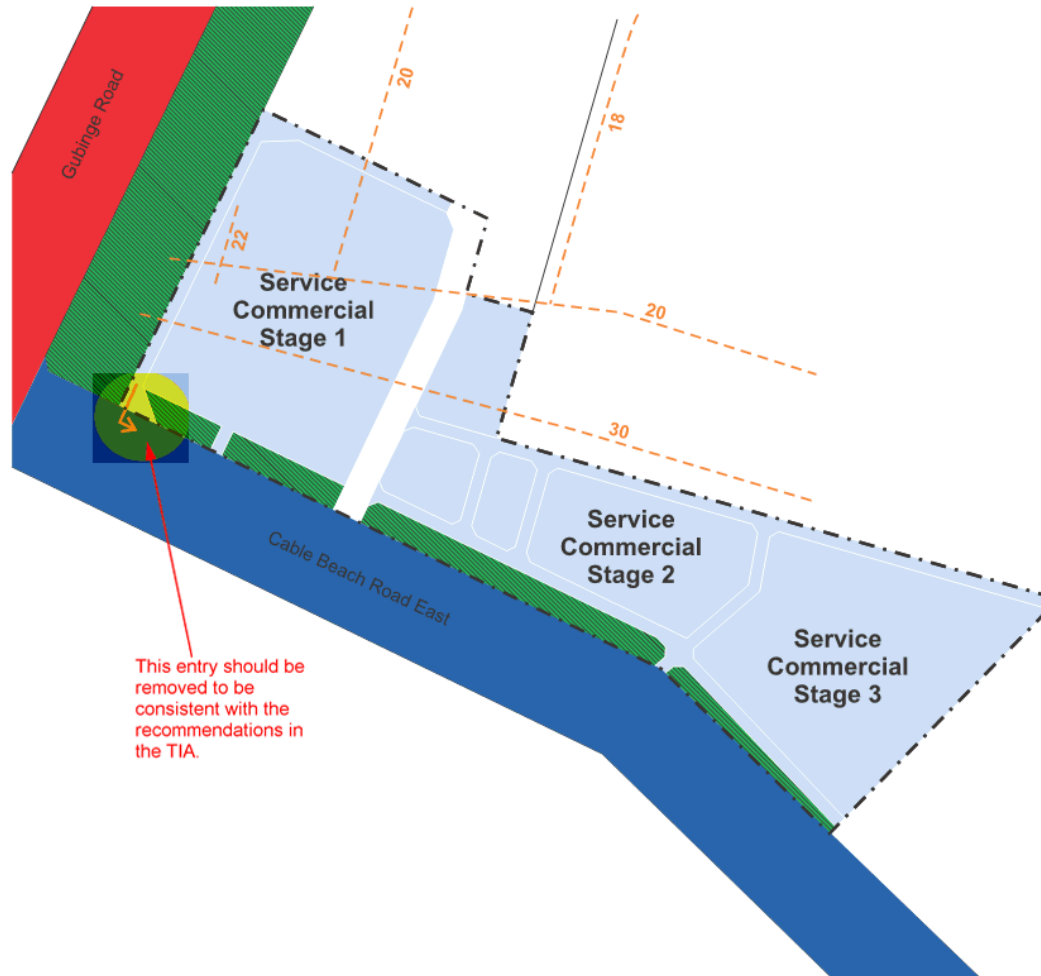 Gubinge Road
20
18
22
Service
Commercial
Stage 1
20
30
Service
Commercial
Stage 2
Cable Beach Road East
Service
Commercial
Stage 3
This entry should be
removed to be
consistent with the
recommendations in
the TIA.